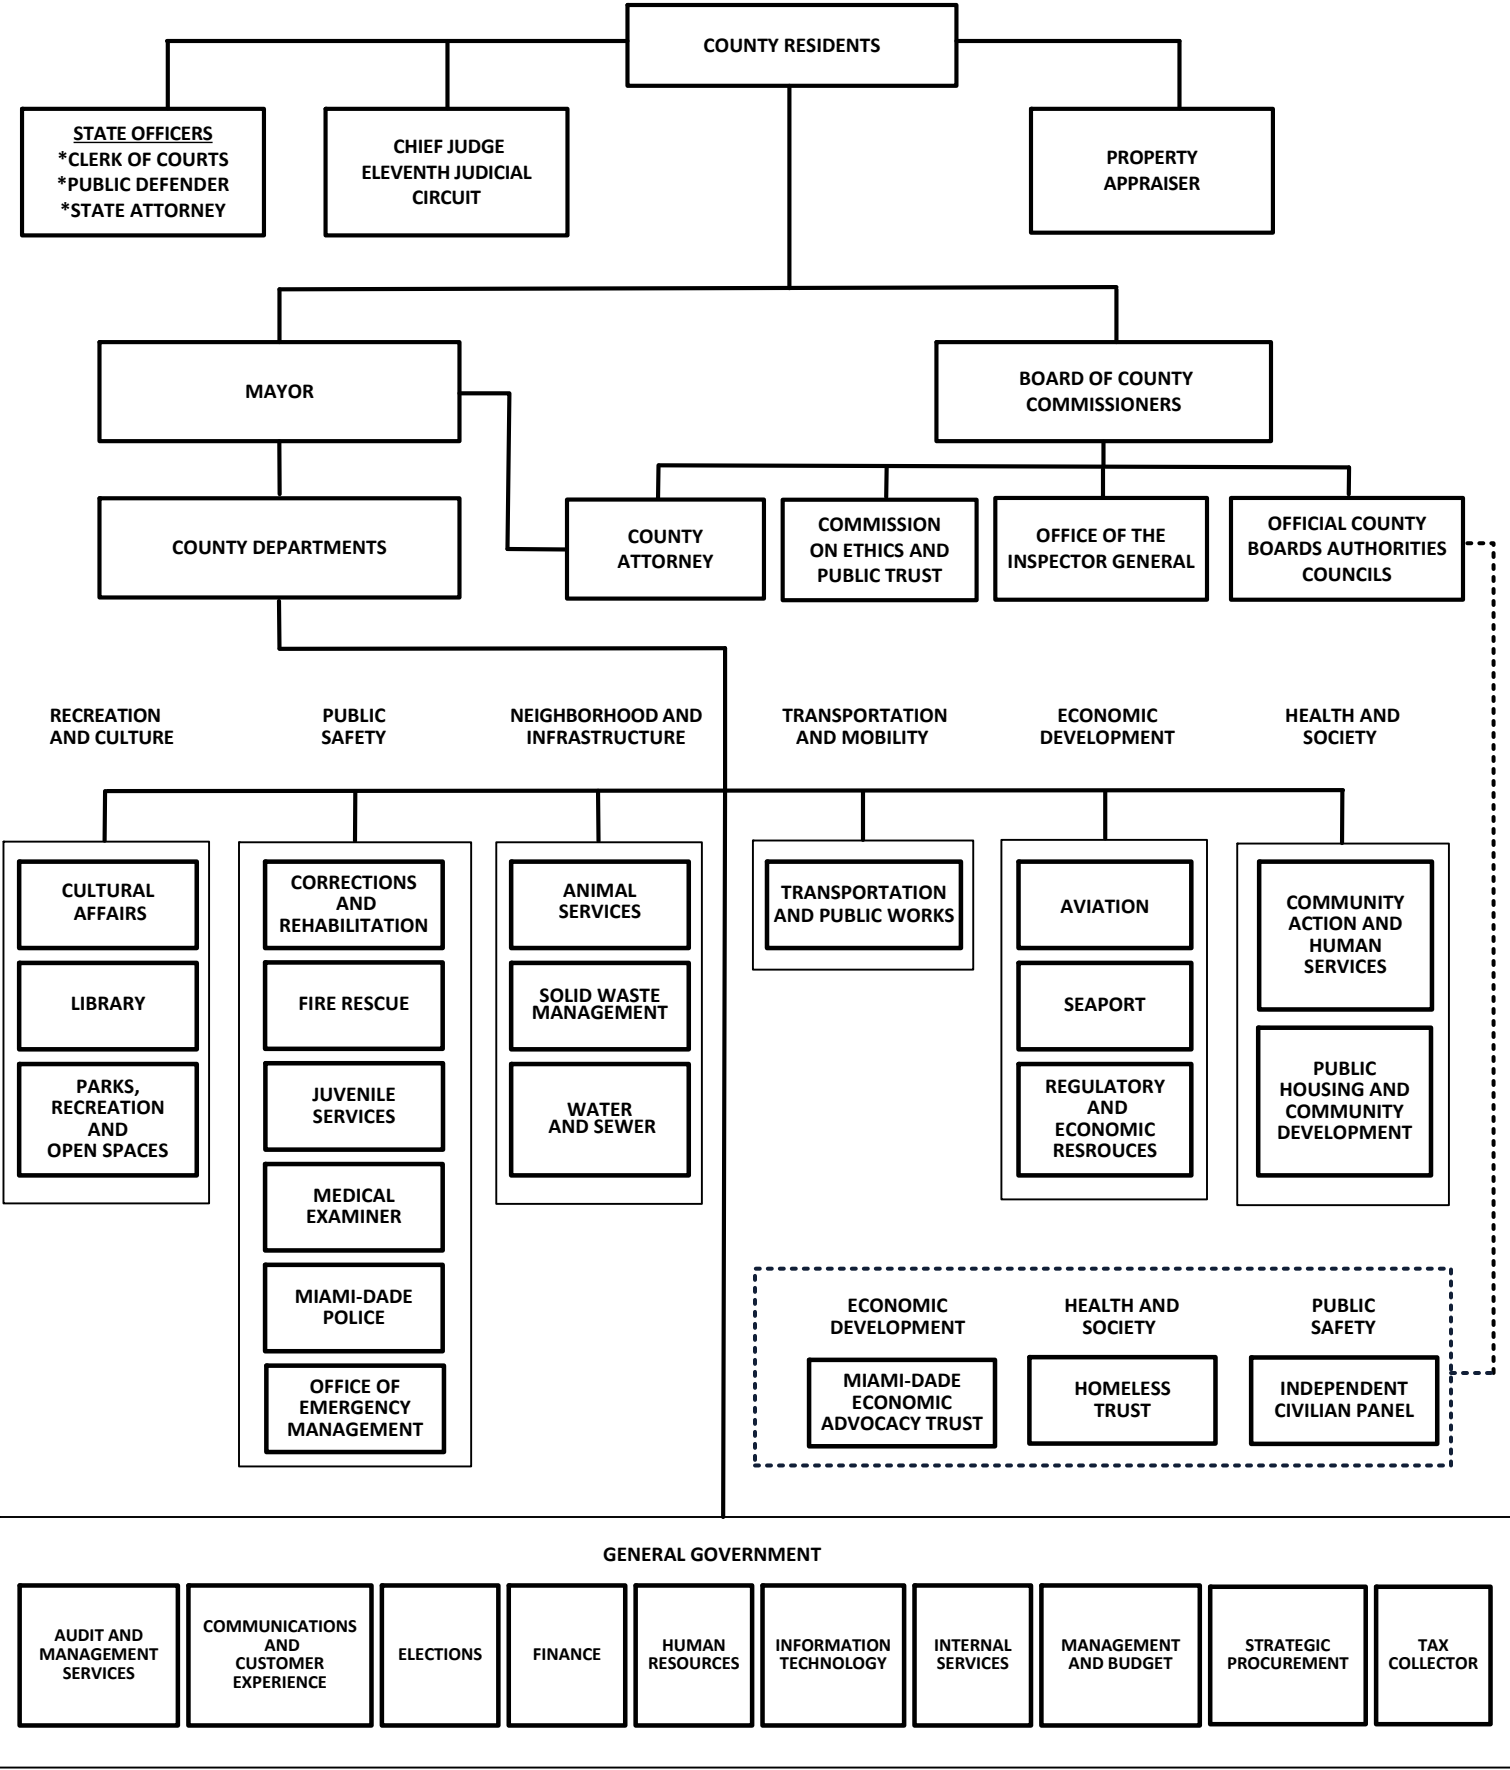 COUNTY RESIDENTS
STATE OFFICERS
*CLERK OF COURTS
*PUBLIC DEFENDER
*STATE ATTORNEY
CHIEF JUDGE
ELEVENTH JUDICIAL
CIRCUIT
PROPERTY
APPRAISER
MAYOR
BOARD OF COUNTY
COMMISSIONERS
COUNTY DEPARTMENTS
COUNTY
ATTORNEY
COMMISSION
ON ETHICS AND
PUBLIC TRUST
OFFICE OF THE
INSPECTOR GENERAL
OFFICIAL COUNTY
BOARDS AUTHORITIES
COUNCILS
RECREATION
AND CULTURE
PUBLIC
SAFETY
NEIGHBORHOOD AND
INFRASTRUCTURE
TRANSPORTATION
AND MOBILITY
ECONOMIC
DEVELOPMENT
HEALTH AND
SOCIETY
CULTURAL
AFFAIRS
LIBRARY
PARKS,
RECREATION
AND
OPEN SPACES
CORRECTIONS
AND
REHABILITATION
FIRE RESCUE
JUVENILE
SERVICES
MEDICAL
EXAMINER
MIAMI-DADE
POLICE
OFFICE OF
EMERGENCY
MANAGEMENT
ANIMAL
SERVICES
SOLID WASTE
MANAGEMENT
WATER
AND SEWER
TRANSPORTATION
AND PUBLIC WORKS
AVIATION
SEAPORT
REGULATORY
AND
ECONOMIC
RESROUCES
COMMUNITY
ACTION AND
HUMAN
SERVICES
PUBLIC
HOUSING AND
COMMUNITY
DEVELOPMENT
ECONOMIC
DEVELOPMENT
HEALTH AND
SOCIETY
PUBLIC
SAFETY
MIAMI-DADE
ECONOMIC
ADVOCACY TRUST
HOMELESS
TRUST
INDEPENDENT
CIVILIAN PANEL
GENERAL GOVERNMENT
AUDIT AND
MANAGEMENT
SERVICES
COMMUNICATIONS
AND
CUSTOMER
EXPERIENCE
ELECTIONS
FINANCE
HUMAN
RESOURCES
INFORMATION
TECHNOLOGY
INTERNAL
SERVICES
MANAGEMENT
AND BUDGET
STRATEGIC
PROCUREMENT
TAX
COLLECTOR